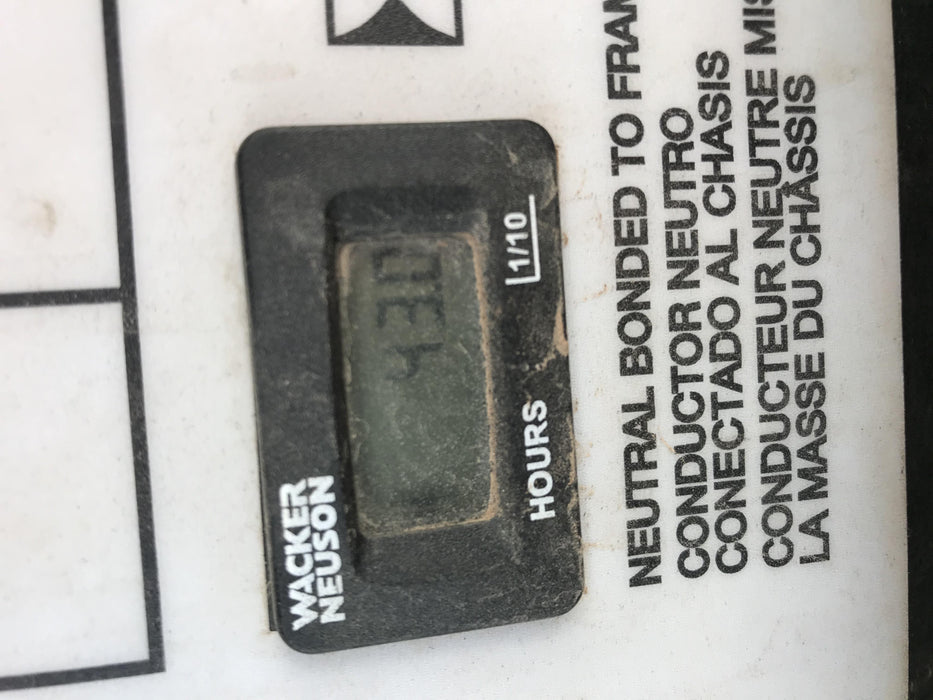 WACKER
NEUSON
HOURS 1/10
NEUTRAL BONDED TO FRAM
CONDUCTOR NEUTRO
CONECTADO AL CHASIS
CONDUCTEUR NEUTRE MIS
LA MASSE DU CHÂSSIS